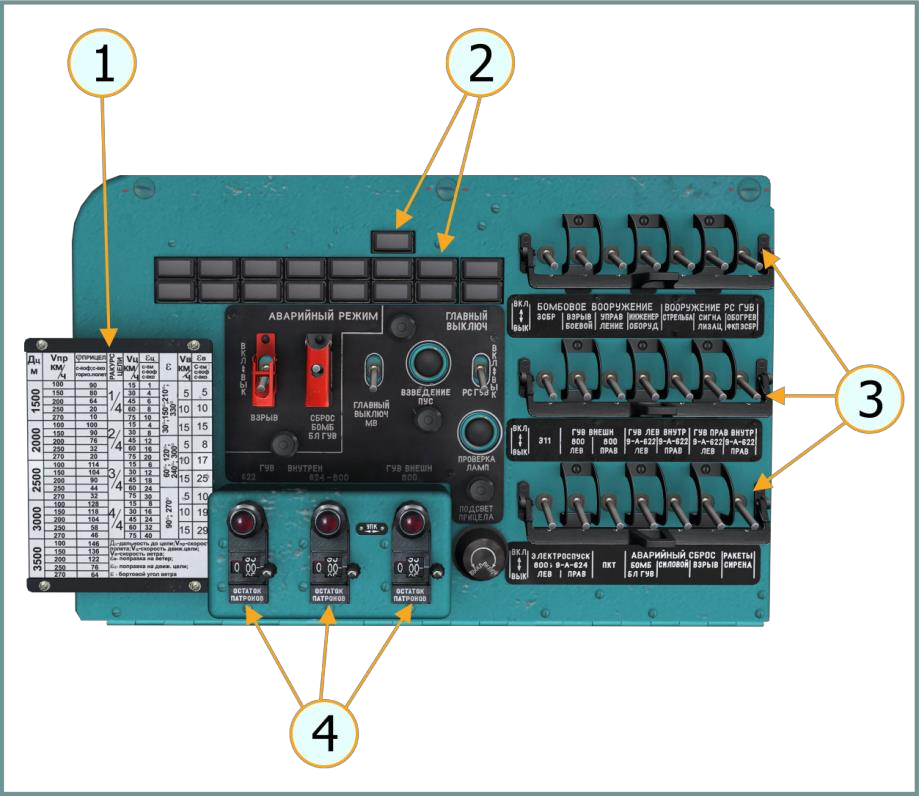 1
2
3
4
АВАРИЙНЫЙ РЕЖИМ
ГЛАВНЫЙ
ВЫКЛЮЧ
ВКЛ ВЫК
ВЗРЫВ
СБРОС
БОМБ
БЛ ГУВ
ГЛАВНЫЙ
ВЫКЛЮЧ
МВ
ВЗВЕДЕНИЕ
ПУС
РС ГУВ
ВКЛ ВЫК
ПРОВЕРКА
ЛАМП
ГУВ ВНУТРЕН
622 624-800
ГУВ ВНЕШН
800
ПОДСВЕТ
ПРИЦЕЛА
УПК
ОСТАТОК
ПАТРОНОВ
ОСТАТОК
ПАТРОНОВ
ОСТАТОК
ПАТРОНОВ
ВКЛ БОМБОВОЕ ВООРУЖЕНИЕ ВООРУЖЕНИЕ РС ГУВ
ЗСБР ВЗРЫВ УПРАВ ИНЖЕНЕР СТРЕЛЬБА СИГНА ОБОГРЕВ
ВЫК БОЕВОЙ ЛЕНИЕ ОБОРУД ЛИЗАЦ ФКПЗСБР
ВКЛ ГУВ ВНЕШН ГУВ ЛЕВ ВНУТР ГУВ ПРАВ ВНУТР
311 800 800 9-А-622 9-А-622 9-А-622 9-А-622
ВЫК ЛЕВ ПРАВ ЛЕВ ПРАВ ЛЕВ ПРАВ
ВКЛ ЭЛЕКТРОСПУСК АВАРИЙНЫЙ СБРОС РАКЕТЫ
800 9-А-624 ПКТ БОМБ СИЛОВОЙ ВЗРЫВ СИРЕНА
ВЫК ЛЕВ ПРАВ БЛ ГУВ
Дц м Vпр км/ч φприцел РАКУРС ЦЕЛИ Vц км/ч εц Vв км/ч εв
1500
100 90 1/4 15 1
150 80 30 4
200 64 45 6
250 20 60 8
270 10 75 10
2000
100 100 2/4 15 4
150 90 30 8
200 76 45 12
250 32 60 16
270 20 75 20
2500
100 114 3/4 15 6
150 104 30 12
200 90 45 18
250 44 60 24
270 32 75 30
3000
100 128 4/4 15 8
150 118 30 16
200 104 45 24
250 58 60 32
270 46 75 40
3500
100 146
150 136
200 122
250 76
270 64
30°;150°;210°; 330°
5 5
10 10
15 15
60°; 120°; 240°; 300°
5 8
10 17
15 25
90°; 270°
5 10
10 19
15 29
Дц-дальность до цели; Vпр-скорость
полета; Vц-скорость движ.цели;
Vв-скорость ветра;
εв- поправка на ветер;
εц- поправка на движ. цели;
ξ - бортовой угол ветра